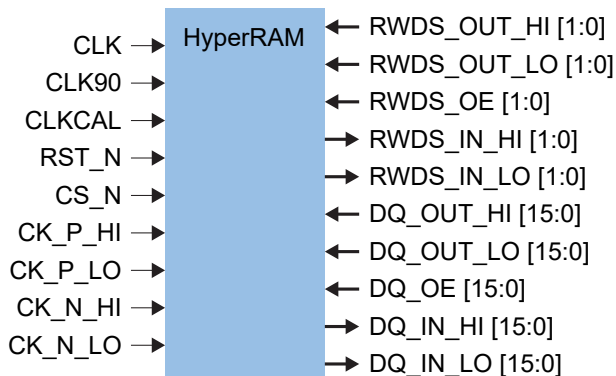 HyperRAM
CLK
CLK90
CLKCAL
RST_N
CS_N
CK_P_HI
CK_P_LO
CK_N_HI
CK_N_LO
RWDS_OUT_HI [1:0]
RWDS_OUT_LO [1:0]
RWDS_OE [1:0]
RWDS_IN_HI [1:0]
RWDS_IN_LO [1:0]
DQ_OUT_HI [15:0]
DQ_OUT_LO [15:0]
DQ_OE [15:0]
DQ_IN_HI [15:0]
DQ_IN_LO [15:0]